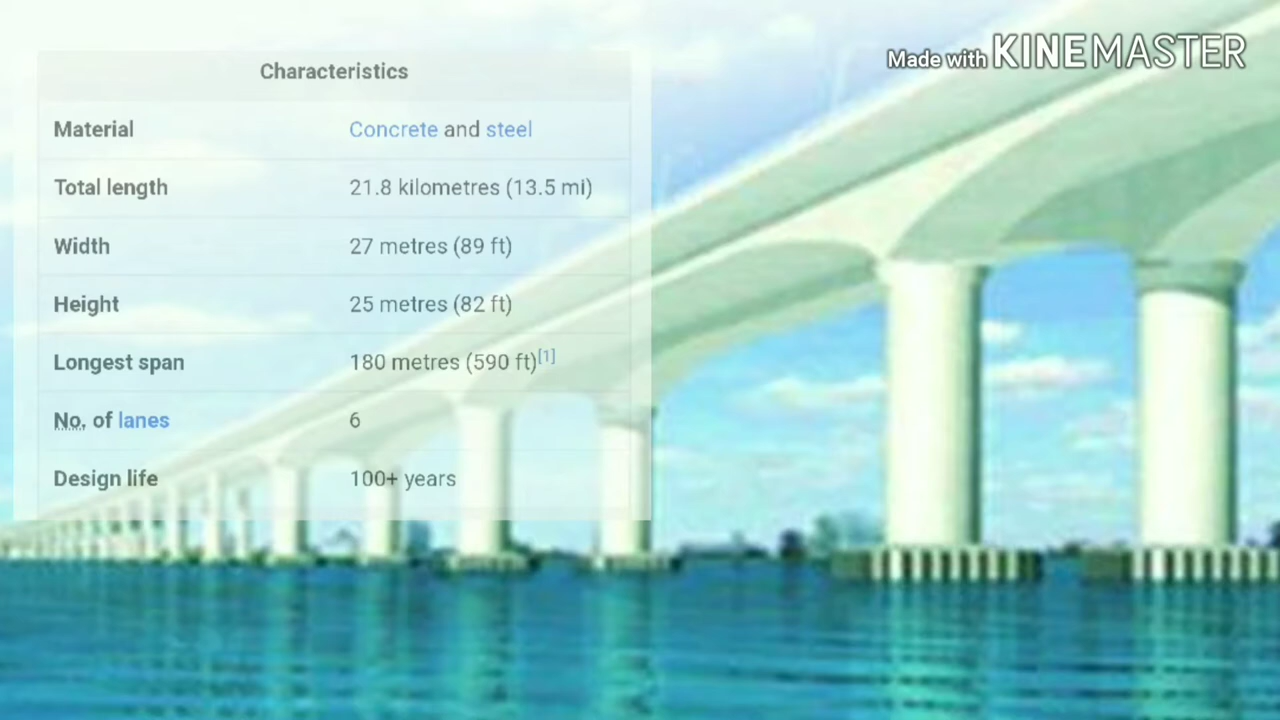 Made with KINEMASTER
Characteristics
Material Concrete and steel
Total length 21.8 kilometres (13.5 mi)
Width 27 metres (89 ft)
Height 25 metres (82 ft)
Longest span 180 metres (590 ft)[1]
No. of lanes 6
Design life 100+ years